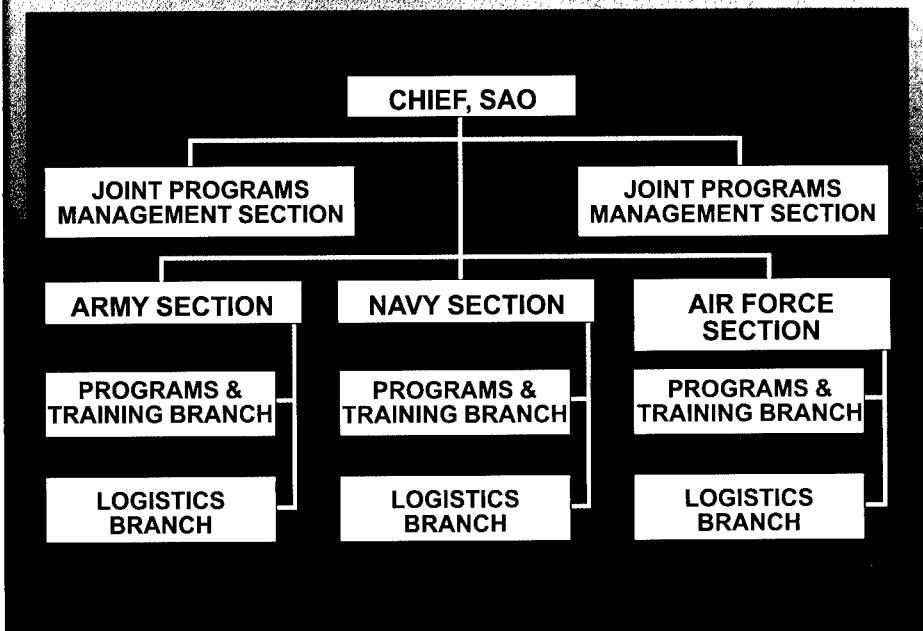 CHIEF, SAO
JOINT PROGRAMS
MANAGEMENT SECTION
JOINT PROGRAMS
MANAGEMENT SECTION
ARMY SECTION
NAVY SECTION
AIR FORCE
SECTION
PROGRAMS &
TRAINING BRANCH
PROGRAMS &
TRAINING BRANCH
PROGRAMS &
TRAINING BRANCH
LOGISTICS
BRANCH
LOGISTICS
BRANCH
LOGISTICS
BRANCH